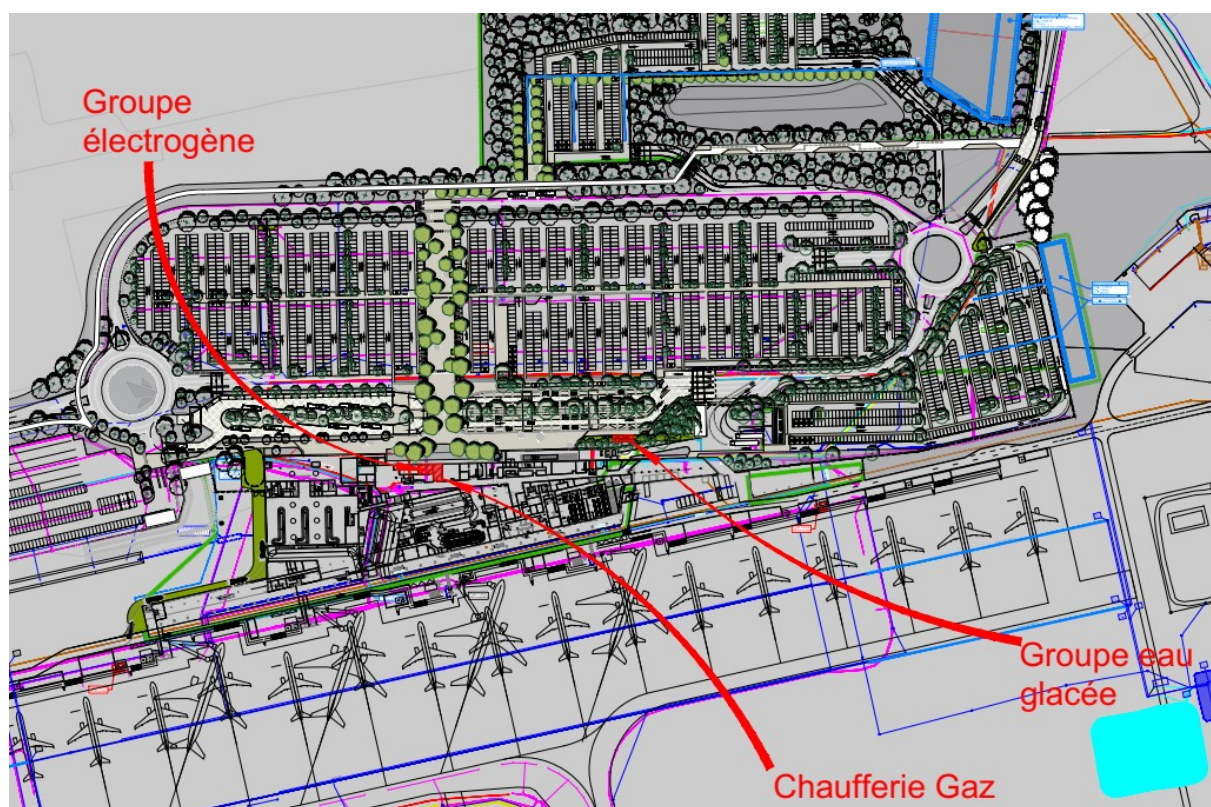 Groupe
électrogène
Groupe eau
glacée
Chaufferie Gaz